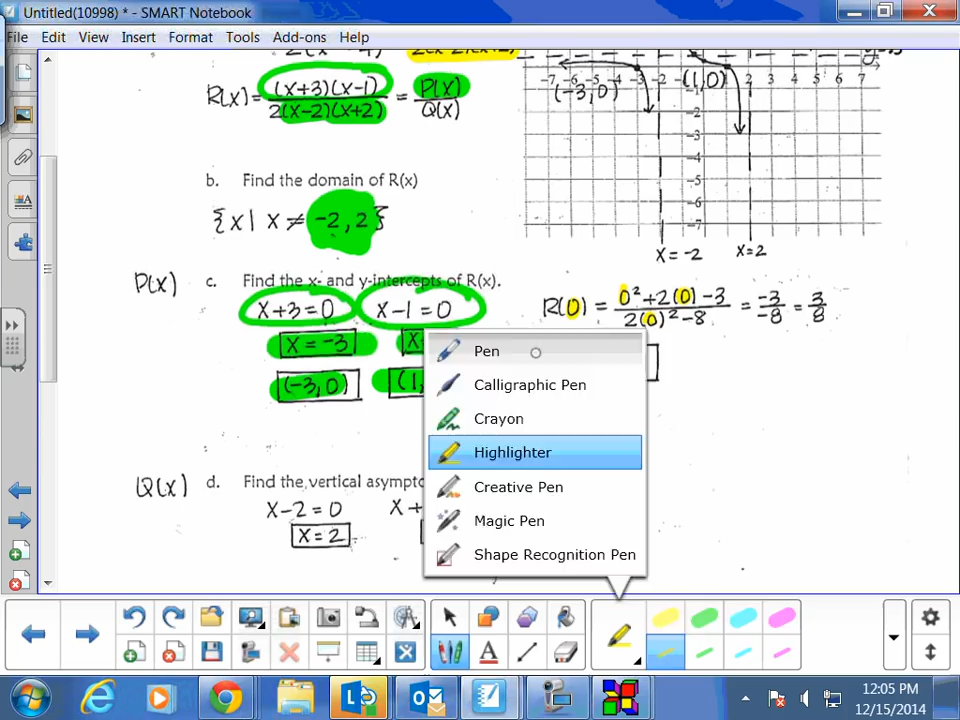 Untitled(10998) * - SMART Notebook
File Edit View Insert Format Tools Add-ons Help
R(x) = (x+3)(x-1) / 2(x-2)(x+2) = P(x) / Q(x)
-7 -6 -5 -4 -3 -2 2 3 4 5 6 7
(-3,0) (1,0)
-1
-2
-3
-4
-5
-6
-7
x=-2 x=2
b. Find the domain of R(x)
{x| x ≠ -2, 2}
P(x) c. Find the x- and y-intercepts of R(x).
x+3=0 x-1=0
R(0) = 0²+2(0)-3 / 2(0)²-8 = -3/-8 = 3/8
x=-3 x
(-3,0) (1,
Q(x) d. Find the vertical asympto
x-2=0 x+
x=2
Pen
Calligraphic Pen
Crayon
Highlighter
Creative Pen
Magic Pen
Shape Recognition Pen
12:05 PM
12/15/2014